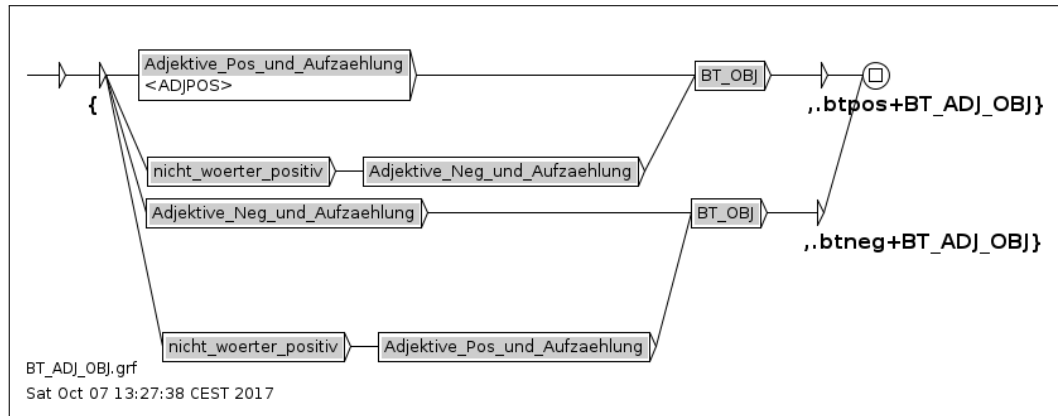 Adjektive_Pos_und_Aufzaehlung
<ADJPOS>
BT_OBJ
{
,.btpos+BT_ADJ_OBJ}
nicht_woerter_positiv
Adjektive_Neg_und_Aufzaehlung
Adjektive_Neg_und_Aufzaehlung
BT_OBJ
,.btneg+BT_ADJ_OBJ}
nicht_woerter_positiv
Adjektive_Pos_und_Aufzaehlung
BT_ADJ_OBJ.grf
Sat Oct 07 13:27:38 CEST 2017